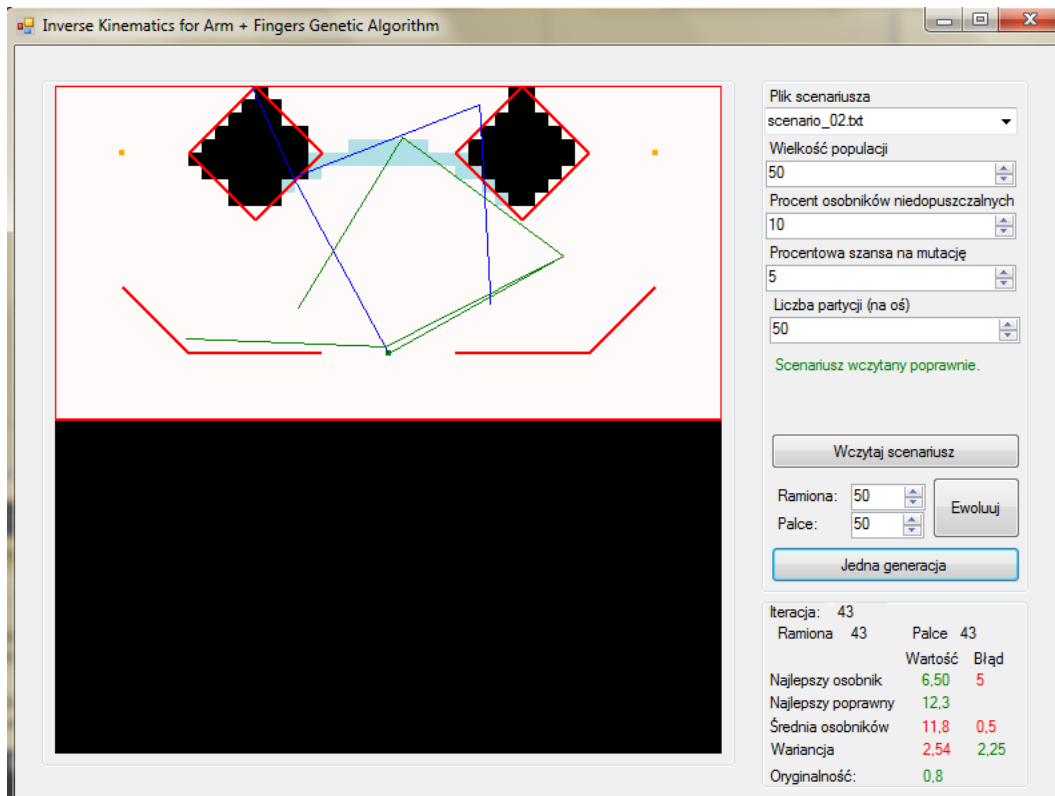 Inverse Kinematics for Arm + Fingers Genetic Algorithm
Plik scenariusza
scenario_02.txt
Wielkość populacji
50
Procent osobników niedopuszczalnych
10
Procentowa szansa na mutację
5
Liczba partycji (na oś)
50
Scenariusz wczytany poprawnie.
Wczytaj scenariusz
Ramiona: 50
Palce: 50
Ewoluuj
Jedna generacja
Iteracja: 43
Ramiona 43 Palce 43
Wartość Błąd
Najlepszy osobnik 6,50 5
Najlepszy poprawny 12,3
Średnia osobników 11,8 0,5
Wariancja 2,54 2,25
Oryginalność: 0,8